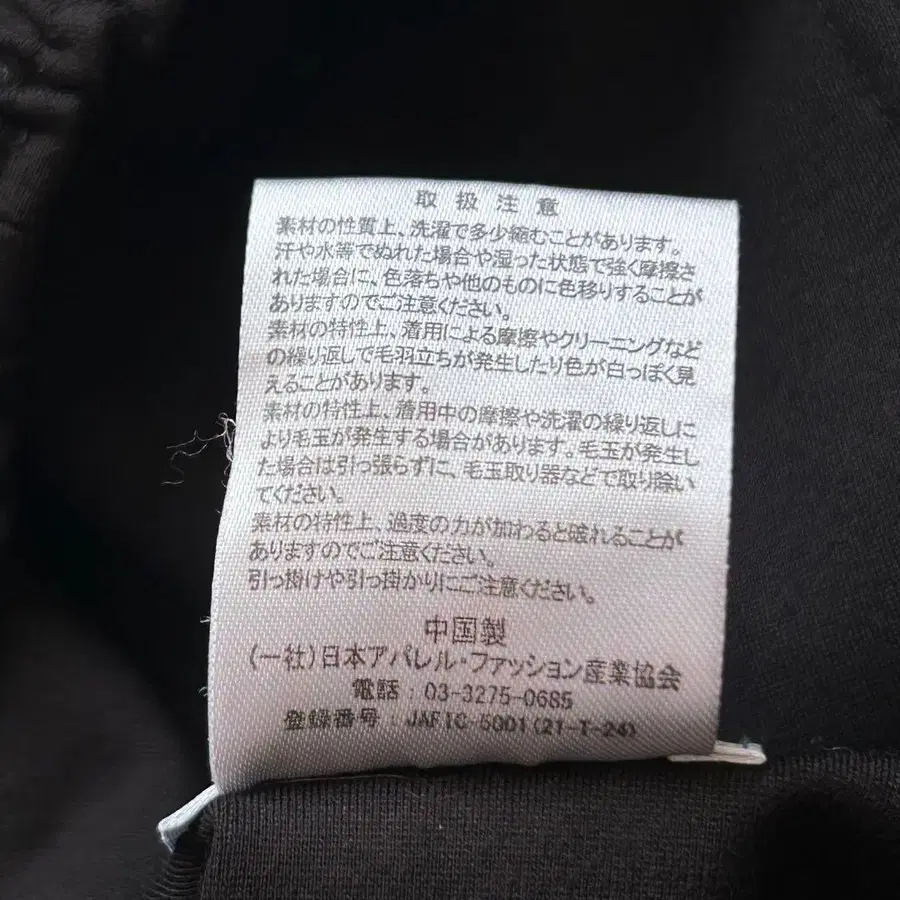 取扱注意
素材の性質上、洗濯で多少縮むことがあります。
汗や水等でぬれた場合や湿った状態で強く摩擦さ
れた場合に、色落ちや他のものに色移りすることが
ありますのでご注意ください。
素材の特性上、着用による摩擦やクリーニングなど
の繰り返しで毛羽立ちが発生したり色が白っぽく見
えることがあります。
素材の特性上、着用中の摩擦や洗濯の繰り返しに
より毛玉が発生する場合があります。毛玉が発生し
た場合は引っ張らずに、毛玉取り器などで取り除い
てください。
素材の特性上、過度の力が加わると破れることが
ありますのでご注意ください。
引っ掛けや引っ掛かりにご注意ください。
中国製
(一社)日本アパレル・ファッション産業協会
電話:03-3275-0685
登録番号:JAFIC-5001(21-T-24)